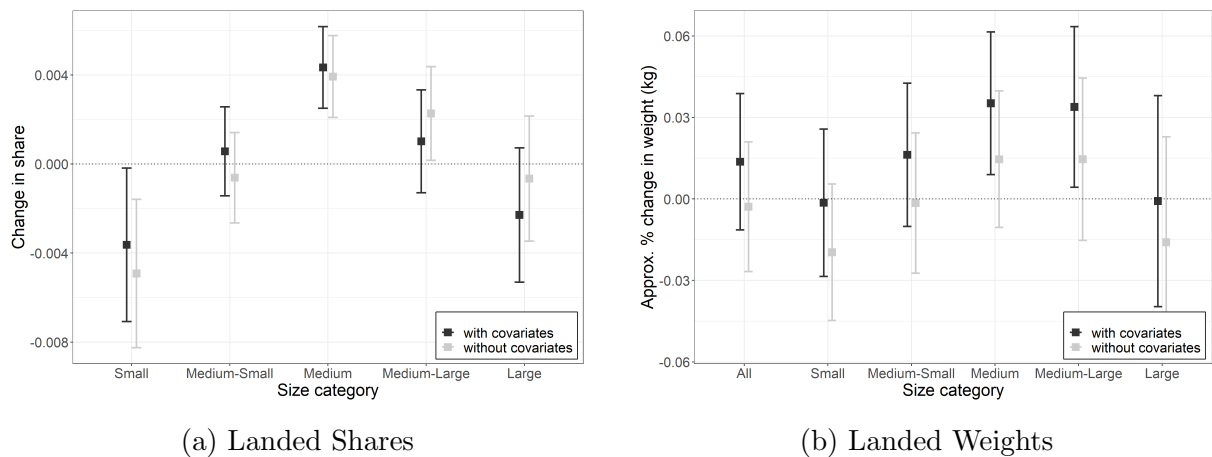 Change in share
0.004
0.000
-0.004
-0.008
Small Medium-Small Medium Medium-Large Large
Size category
with covariates
without covariates
(a) Landed Shares
Approx. % change in weight (kg)
0.06
0.03
0.00
-0.03
-0.06
All Small Medium-Small Medium Medium-Large Large
Size category
with covariates
without covariates
(b) Landed Weights